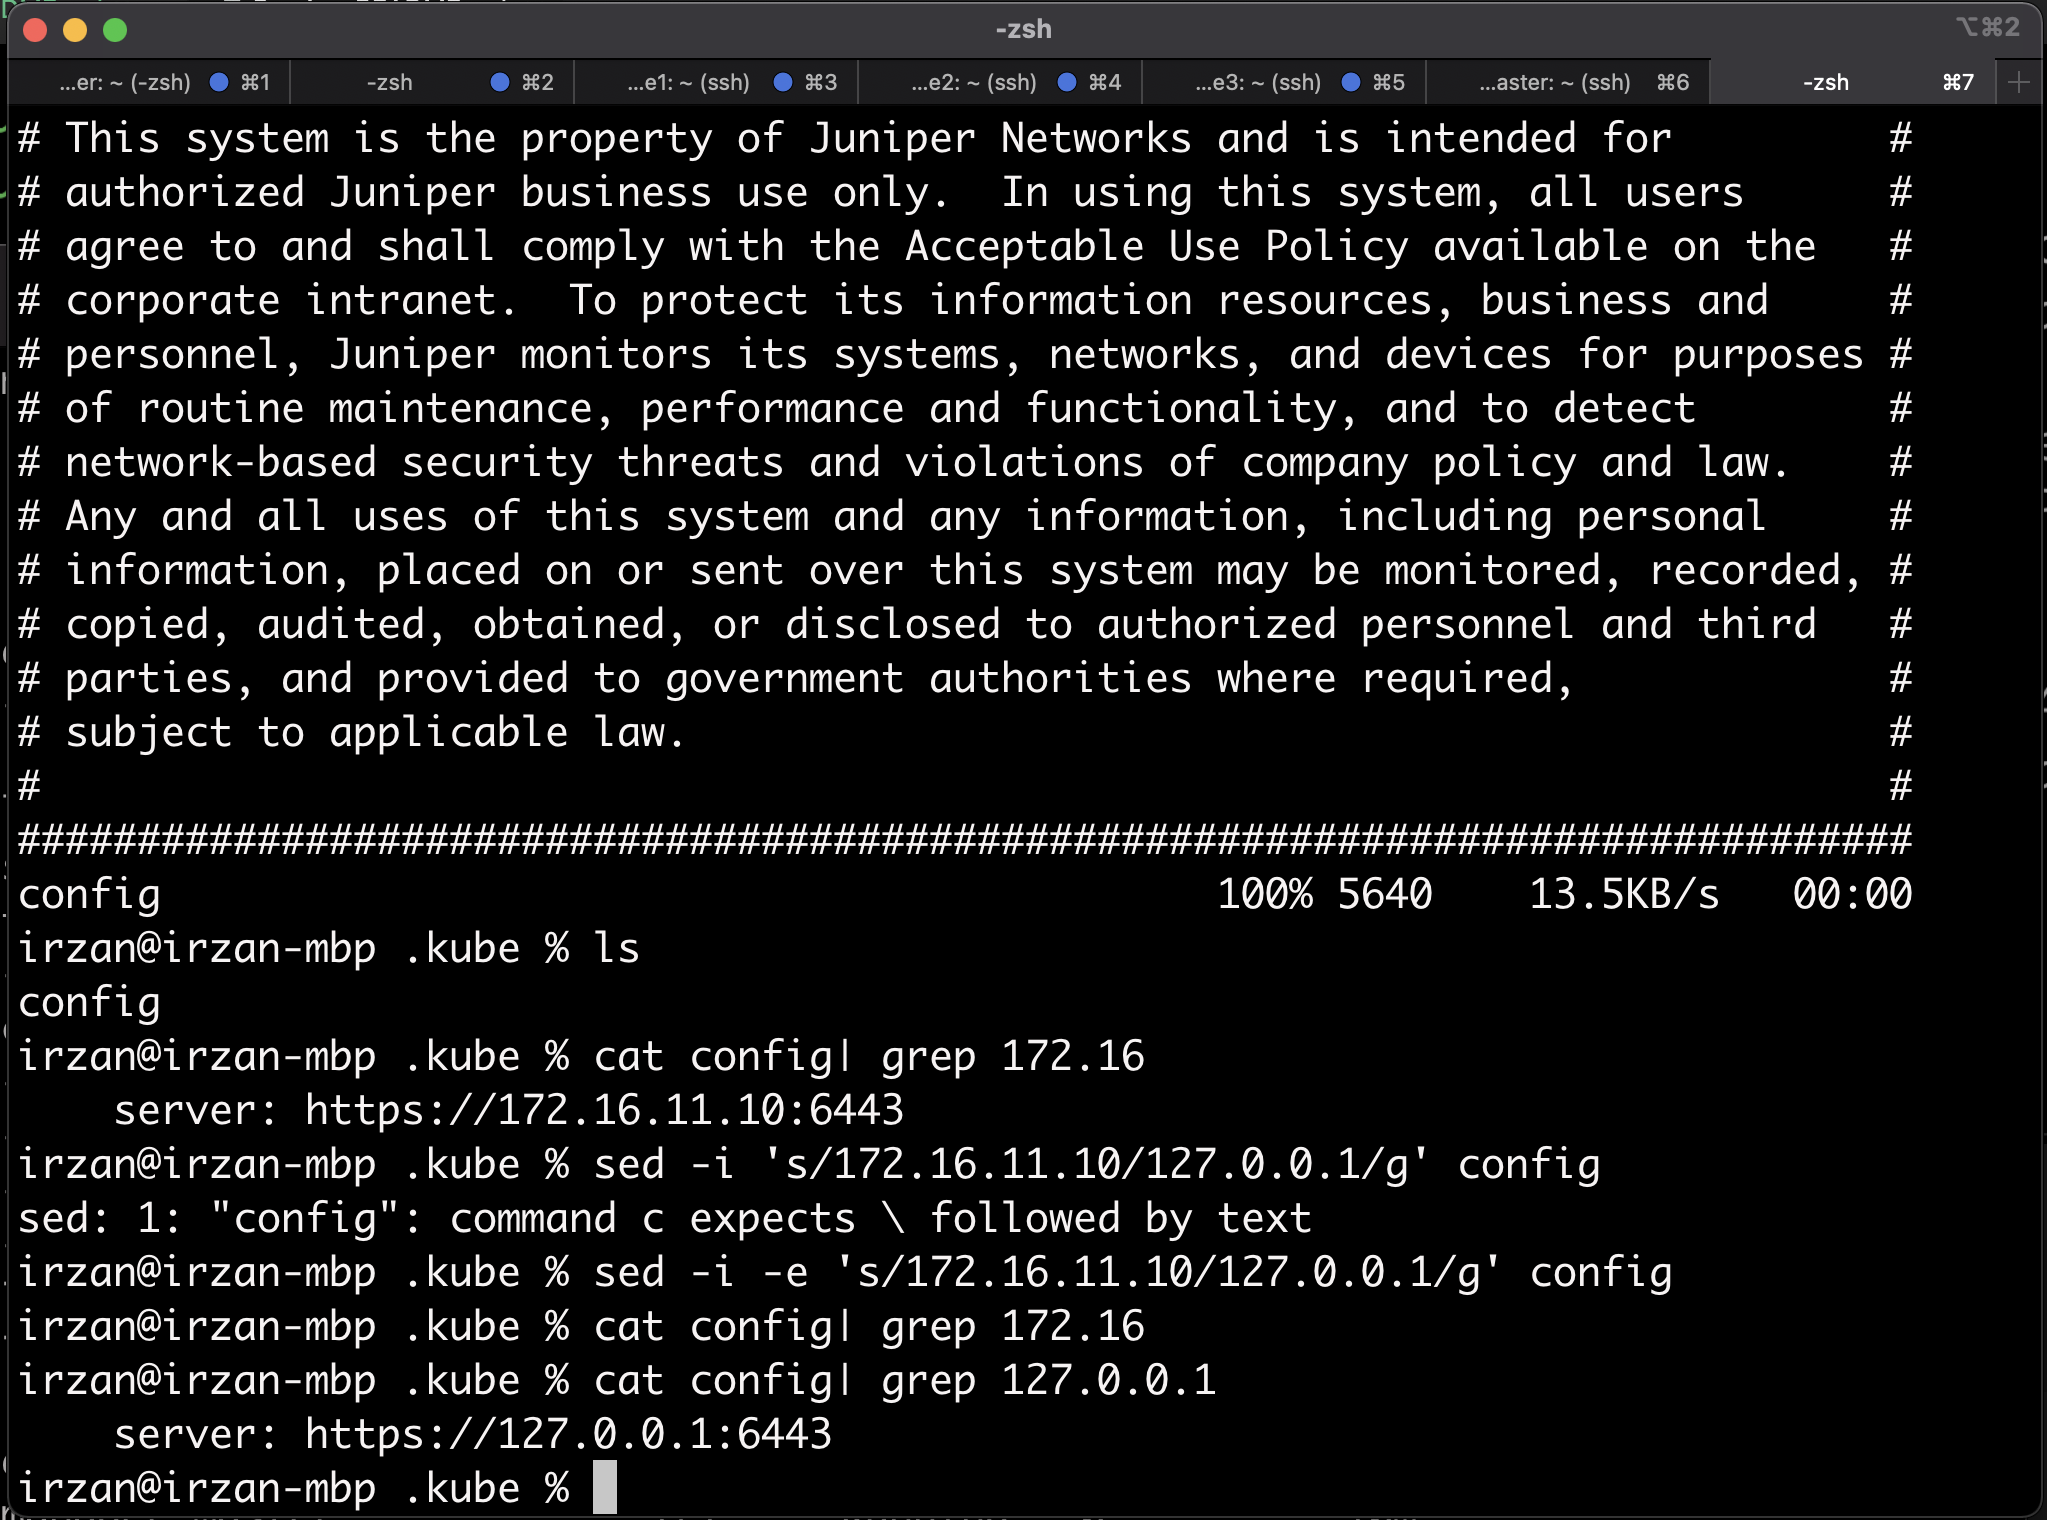 -zsh ⌥⌘2
...er: ~ (-zsh) ⌘1 -zsh ⌘2 ...e1: ~ (ssh) ⌘3 ...e2: ~ (ssh) ⌘4 ...e3: ~ (ssh) ⌘5 ...aster: ~ (ssh) ⌘6 -zsh ⌘7 +
# This system is the property of Juniper Networks and is intended for         #
# authorized Juniper business use only.  In using this system, all users      #
# agree to and shall comply with the Acceptable Use Policy available on the   #
# corporate intranet.  To protect its information resources, business and     #
# personnel, Juniper monitors its systems, networks, and devices for purposes #
# of routine maintenance, performance and functionality, and to detect        #
# network-based security threats and violations of company policy and law.    #
# Any and all uses of this system and any information, including personal     #
# information, placed on or sent over this system may be monitored, recorded, #
# copied, audited, obtained, or disclosed to authorized personnel and third   #
# parties, and provided to government authorities where required,             #
# subject to applicable law.                                                  #
#                                                                             #
###############################################################################
config                                            100% 5640    13.5KB/s   00:00
irzan@irzan-mbp .kube % ls
config
irzan@irzan-mbp .kube % cat config| grep 172.16
    server: https://172.16.11.10:6443
irzan@irzan-mbp .kube % sed -i 's/172.16.11.10/127.0.0.1/g' config
sed: 1: "config": command c expects \ followed by text
irzan@irzan-mbp .kube % sed -i -e 's/172.16.11.10/127.0.0.1/g' config
irzan@irzan-mbp .kube % cat config| grep 172.16
irzan@irzan-mbp .kube % cat config| grep 127.0.0.1
    server: https://127.0.0.1:6443
irzan@irzan-mbp .kube %